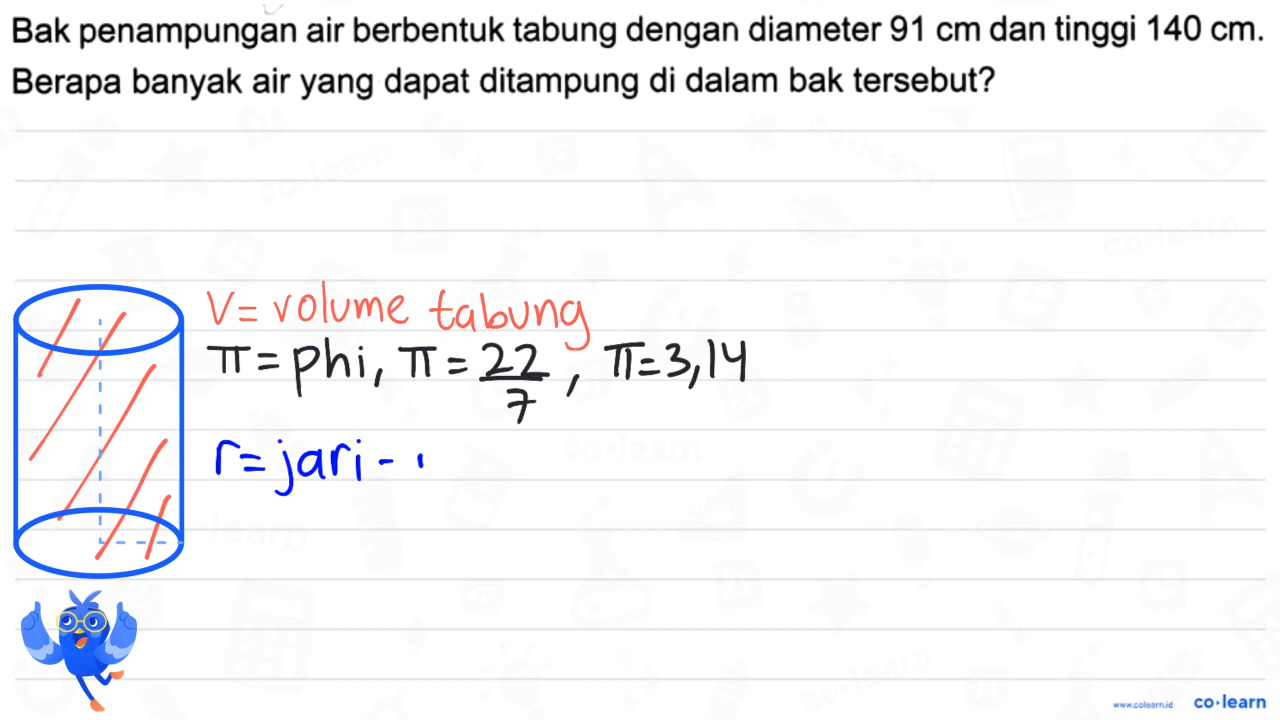 Bak penampungan air berbentuk tabung dengan diameter 91 cm dan tinggi 140 cm.
Berapa banyak air yang dapat ditampung di dalam bak tersebut?
V = volume tabung
π = phi, π = 22/7, π = 3,14
r = jari - 
www.colearn.id co·learn